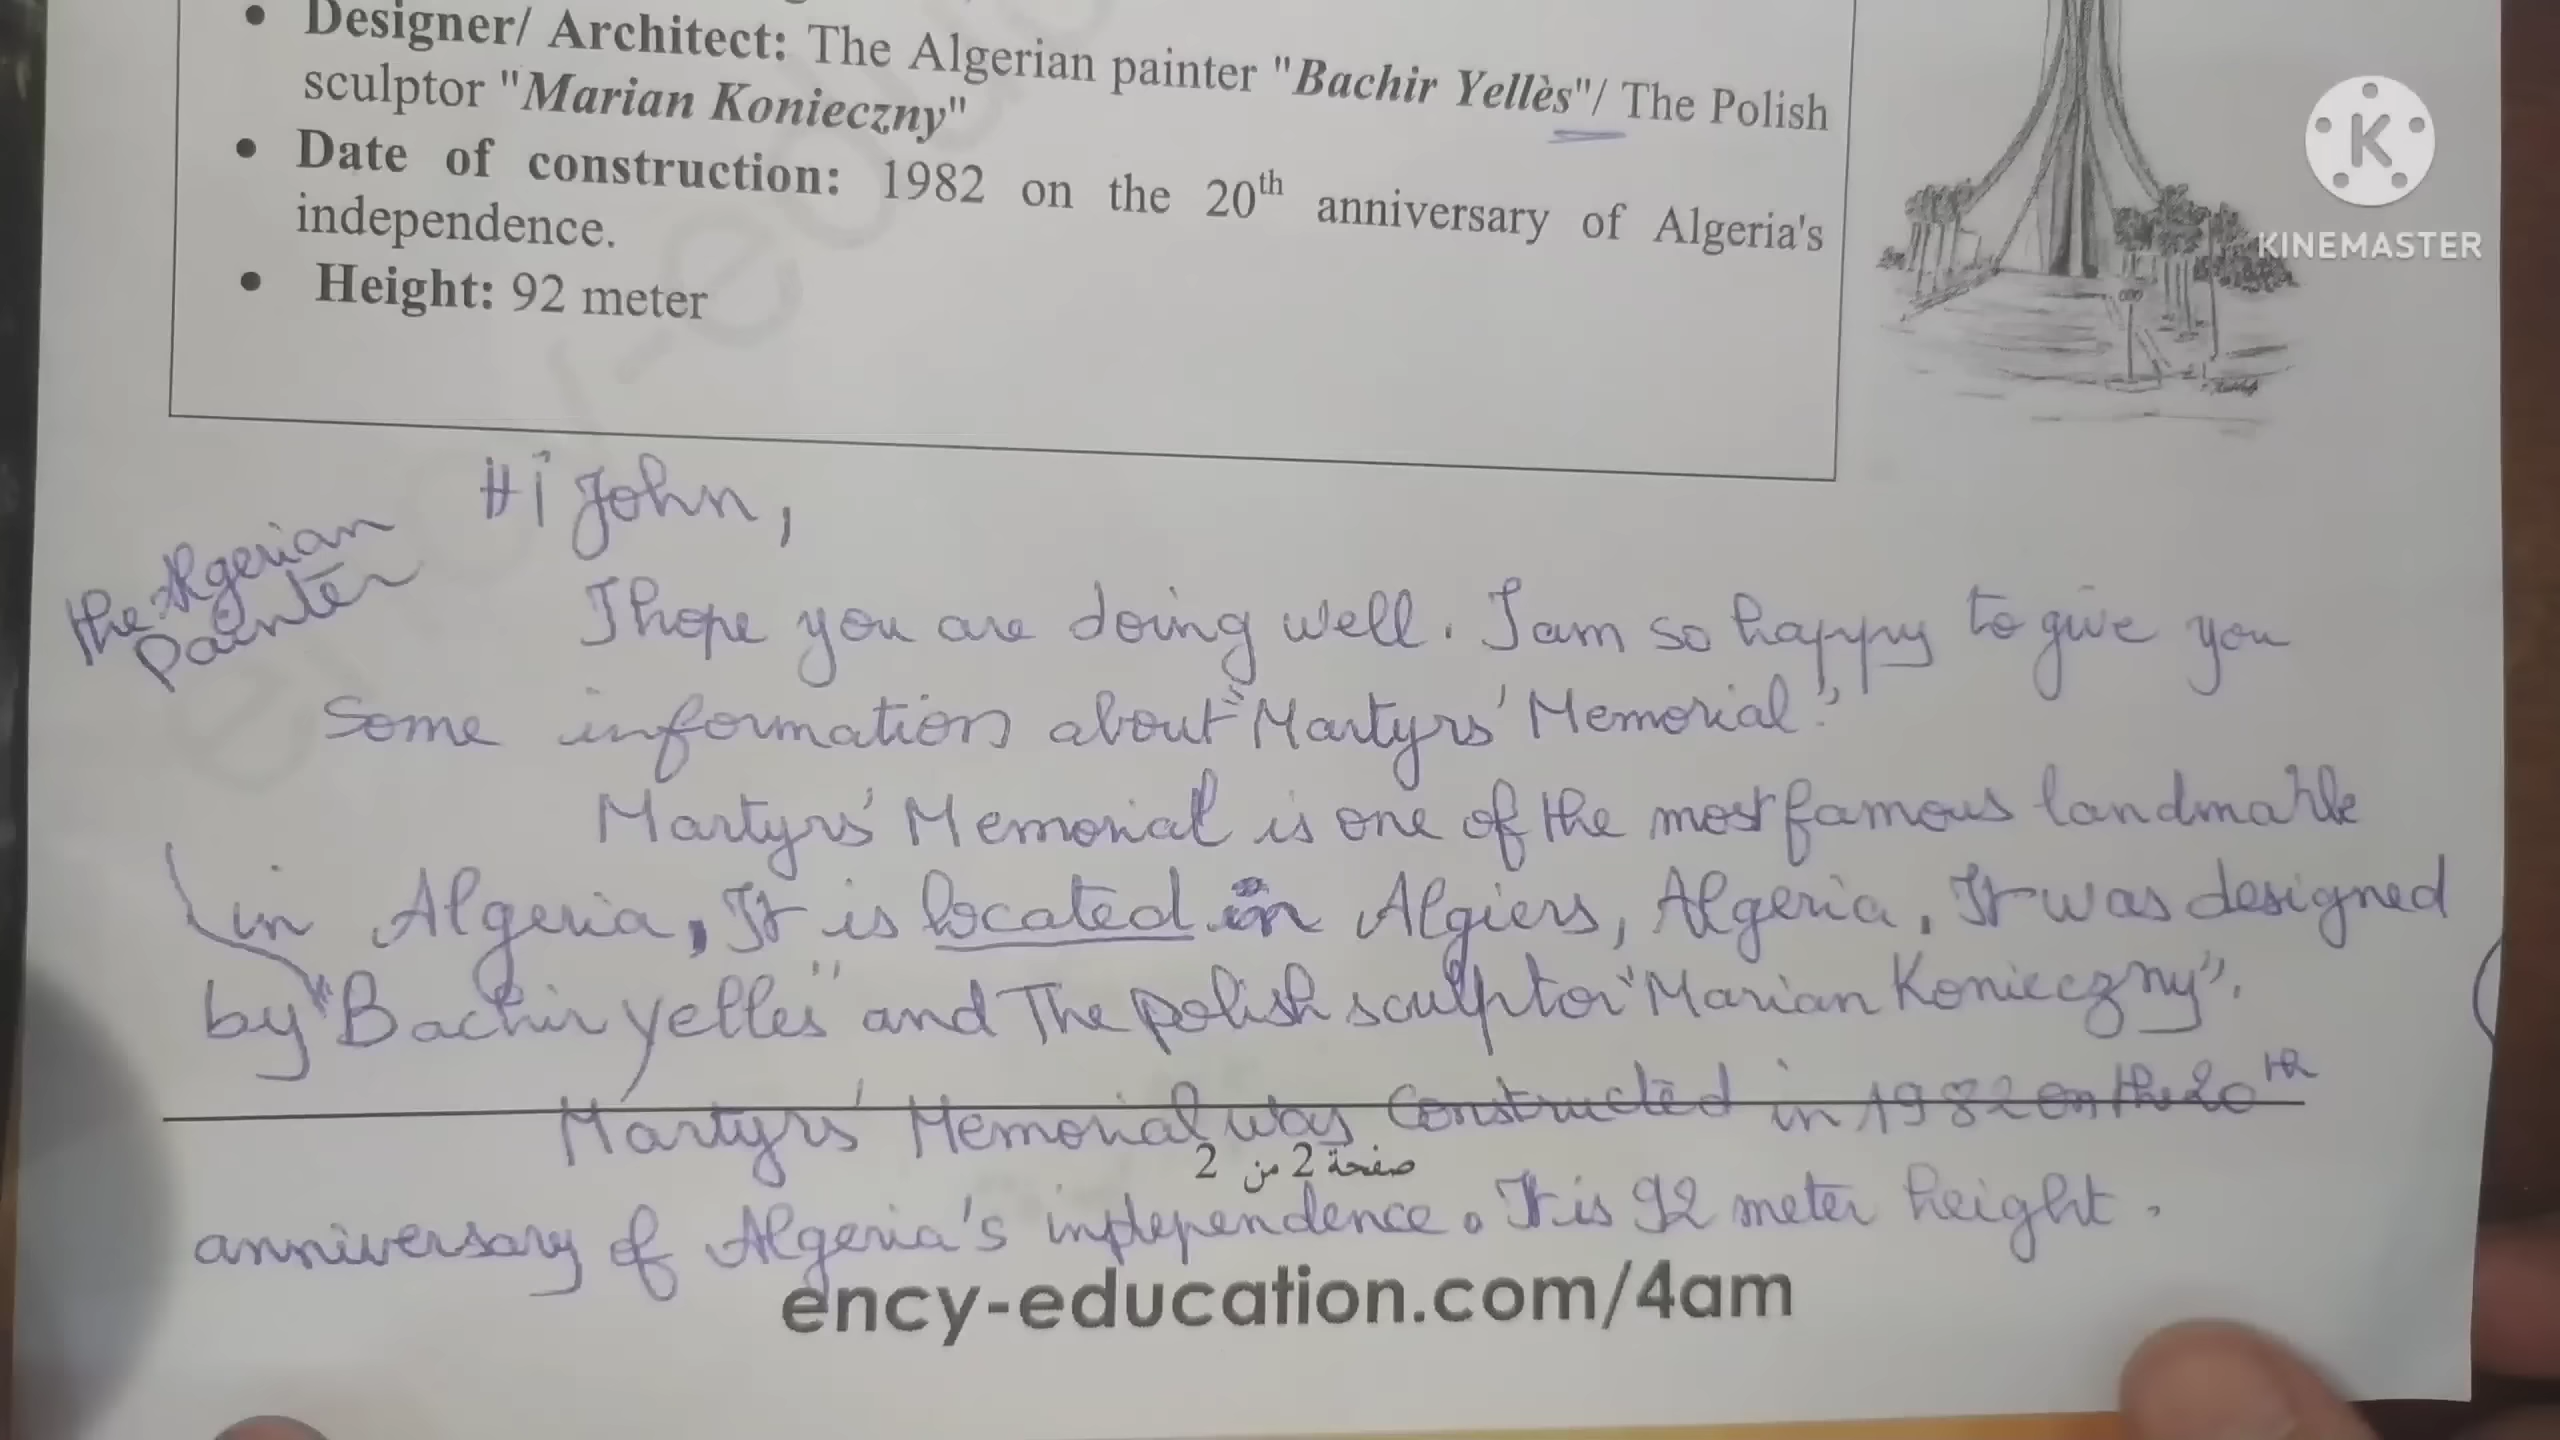 • Designer/ Architect: The Algerian painter "Bachir Yellès"/ The Polish
sculptor "Marian Konieczny"
• Date of construction: 1982 on the 20th anniversary of Algeria's
independence.
• Height: 92 meter
KINEMASTER
Hi John,
the Algerian
painter
I hope you are doing well. I am so happy to give you
some information about "Martyrs' Memorial".
Martyrs' Memorial is one of the most famous landmark
in Algeria, It is located in Algiers, Algeria, It was designed
by "Bachir yelles" and The polish sculptor "Marian Konieczny".
Martyrs' Memorial was constructed in 1982 on the 20th
صفحة 2 من 2
anniversary of Algeria's independence. It is 92 meter height.
ency-education.com/4am